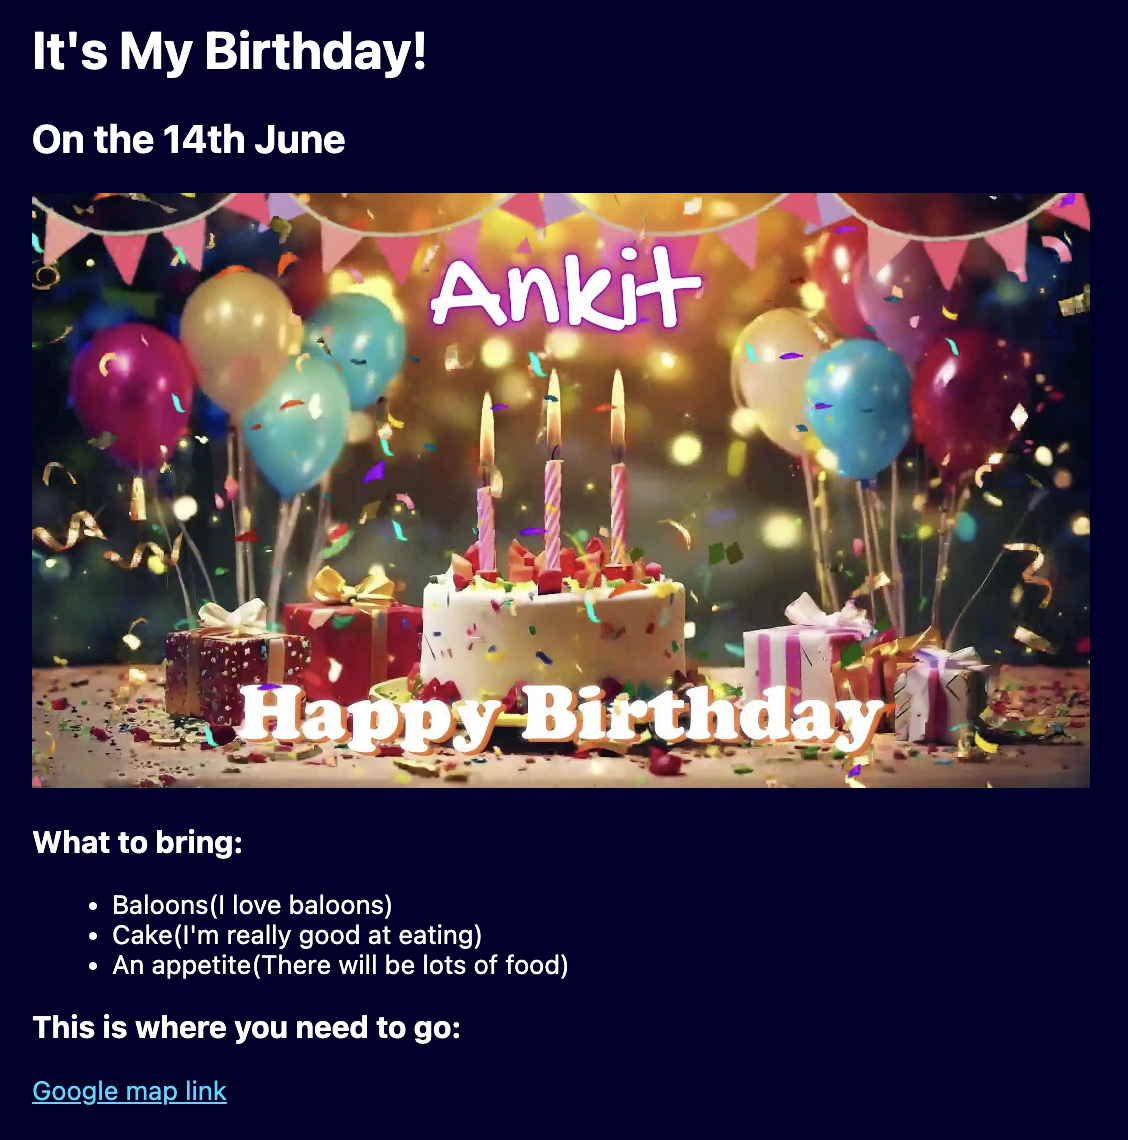 It's My Birthday!
On the 14th June
Ankit
Happy Birthday
What to bring:
Baloons(I love baloons)
Cake(I'm really good at eating)
An appetite(There will be lots of food)
This is where you need to go:
Google map link